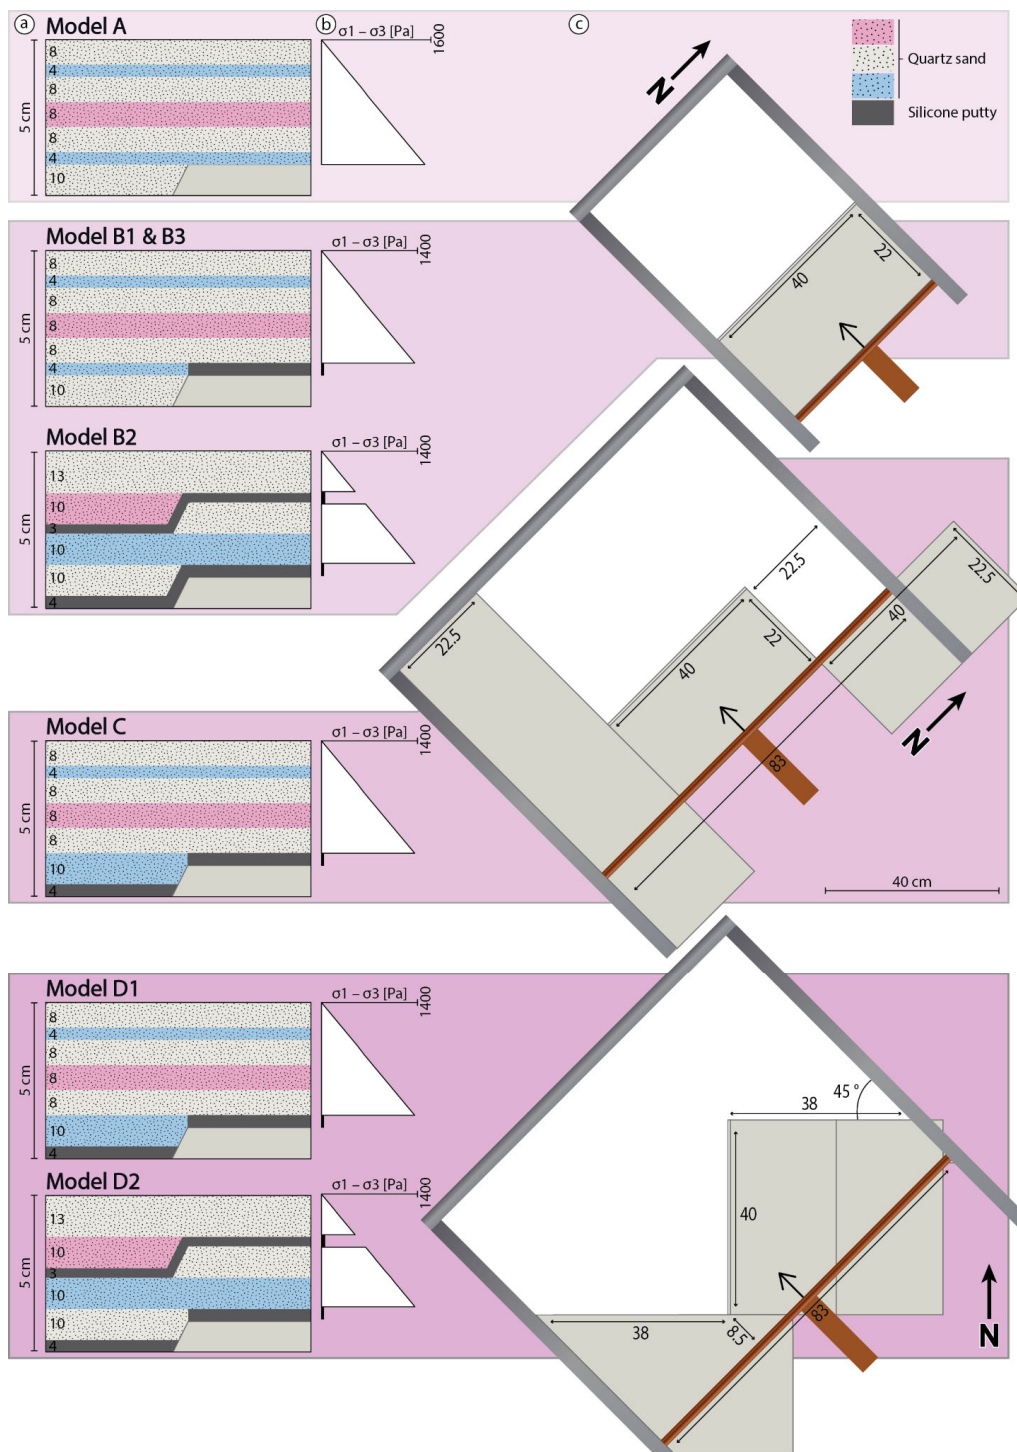 a
Model A
8
4
8
8
8
4
10
5 cm
b
σ1 – σ3 [Pa]
1600
c
N
40
22
Quartz sand
Silicone putty
Model B1 & B3
8
4
8
8
8
4
10
5 cm
σ1 – σ3 [Pa]
1400
Model B2
13
10
3
10
10
4
5 cm
σ1 – σ3 [Pa]
1400
22.5
22.5
40
22
40
22.5
83
N
40 cm
Model C
8
4
8
8
8
10
4
5 cm
σ1 – σ3 [Pa]
1400
Model D1
8
4
8
8
8
10
4
5 cm
σ1 – σ3 [Pa]
1400
Model D2
13
10
3
10
10
4
5 cm
σ1 – σ3 [Pa]
1400
45 °
38
40
38
8.5
83
N